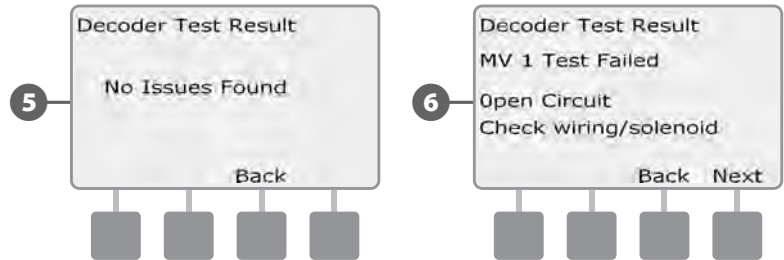 5
Decoder Test Result
No Issues Found
Back
6
Decoder Test Result
MV 1 Test Failed
Open Circuit
Check wiring/solenoid
Back Next